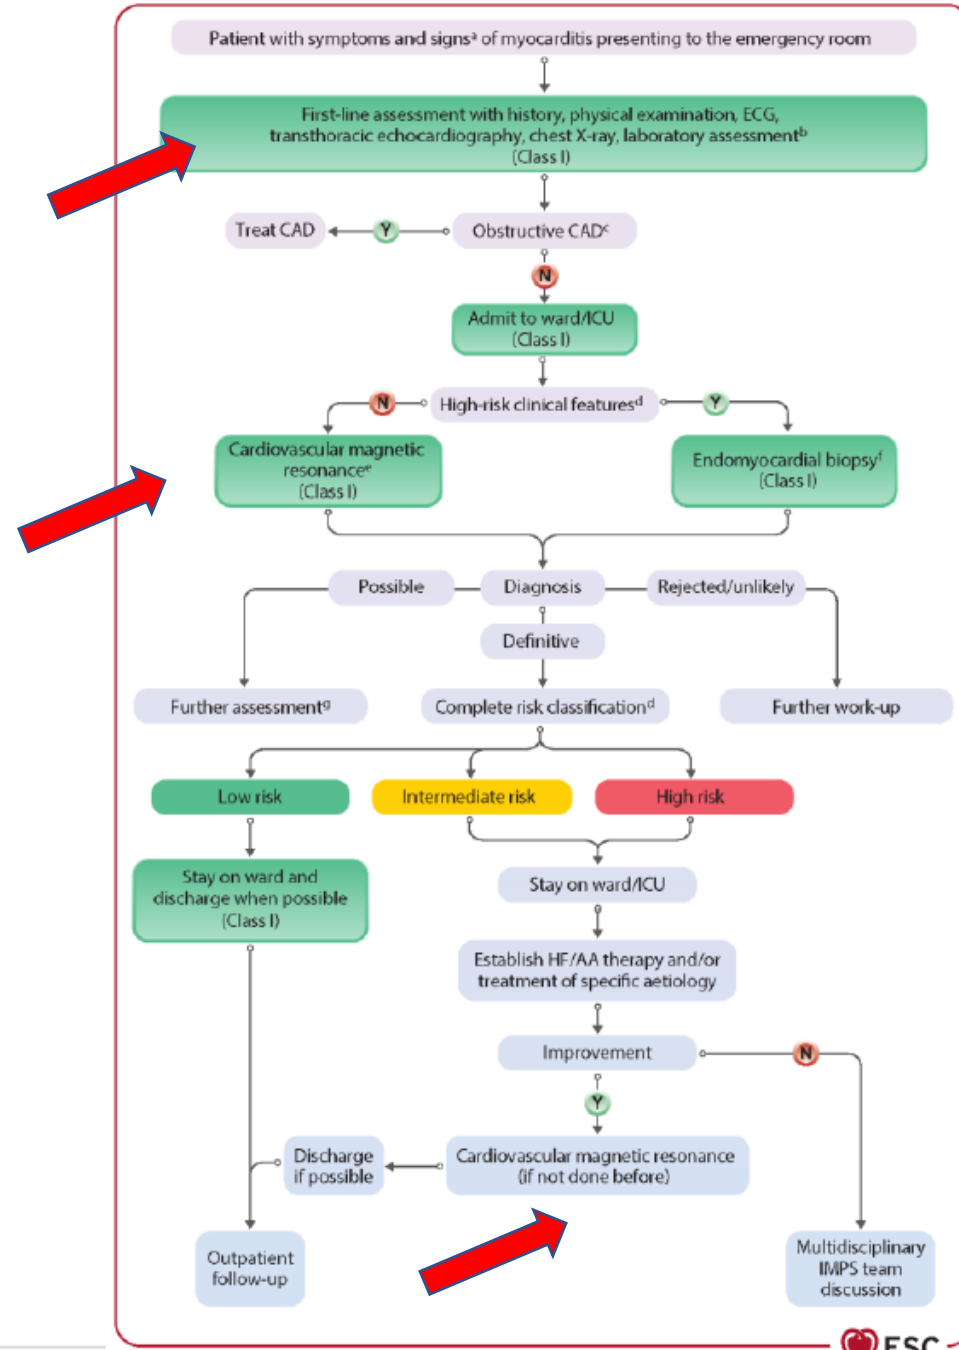 Patient with symptoms and signsᵃ of myocarditis presenting to the emergency room
First-line assessment with history, physical examination, ECG,
transthoracic echocardiography, chest X-ray, laboratory assessmentᵇ
(Class I)
Treat CAD
Y
Obstructive CADᶜ
N
Admit to ward/ICU
(Class I)
N
High-risk clinical featuresᵈ
Y
Cardiovascular magnetic
resonanceᵉ
(Class I)
Endomyocardial biopsyᶠ
(Class I)
Possible
Diagnosis
Rejected/unlikely
Definitive
Further assessmentᵍ
Complete risk classificationᵈ
Further work-up
Low risk
Intermediate risk
High risk
Stay on ward and
discharge when possible
(Class I)
Stay on ward/ICU
Establish HF/AA therapy and/or
treatment of specific aetiology
Improvement
N
Y
Discharge
if possible
Cardiovascular magnetic resonance
(if not done before)
Outpatient
follow-up
Multidisciplinary
IMPS team
discussion
ESC